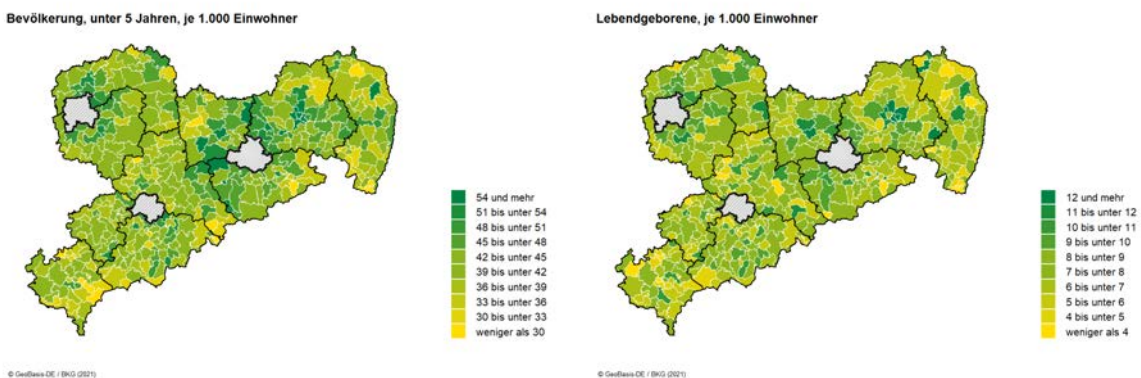 Bevölkerung, unter 5 Jahren, je 1.000 Einwohner
54 und mehr
51 bis unter 54
48 bis unter 51
45 bis unter 48
42 bis unter 45
39 bis unter 42
36 bis unter 39
33 bis unter 36
30 bis unter 33
weniger als 30
© GeoBasis-DE / BKG (2021)
Lebendgeborene, je 1.000 Einwohner
12 und mehr
11 bis unter 12
10 bis unter 11
9 bis unter 10
8 bis unter 9
7 bis unter 8
6 bis unter 7
5 bis unter 6
4 bis unter 5
weniger als 4
© GeoBasis-DE / BKG (2021)